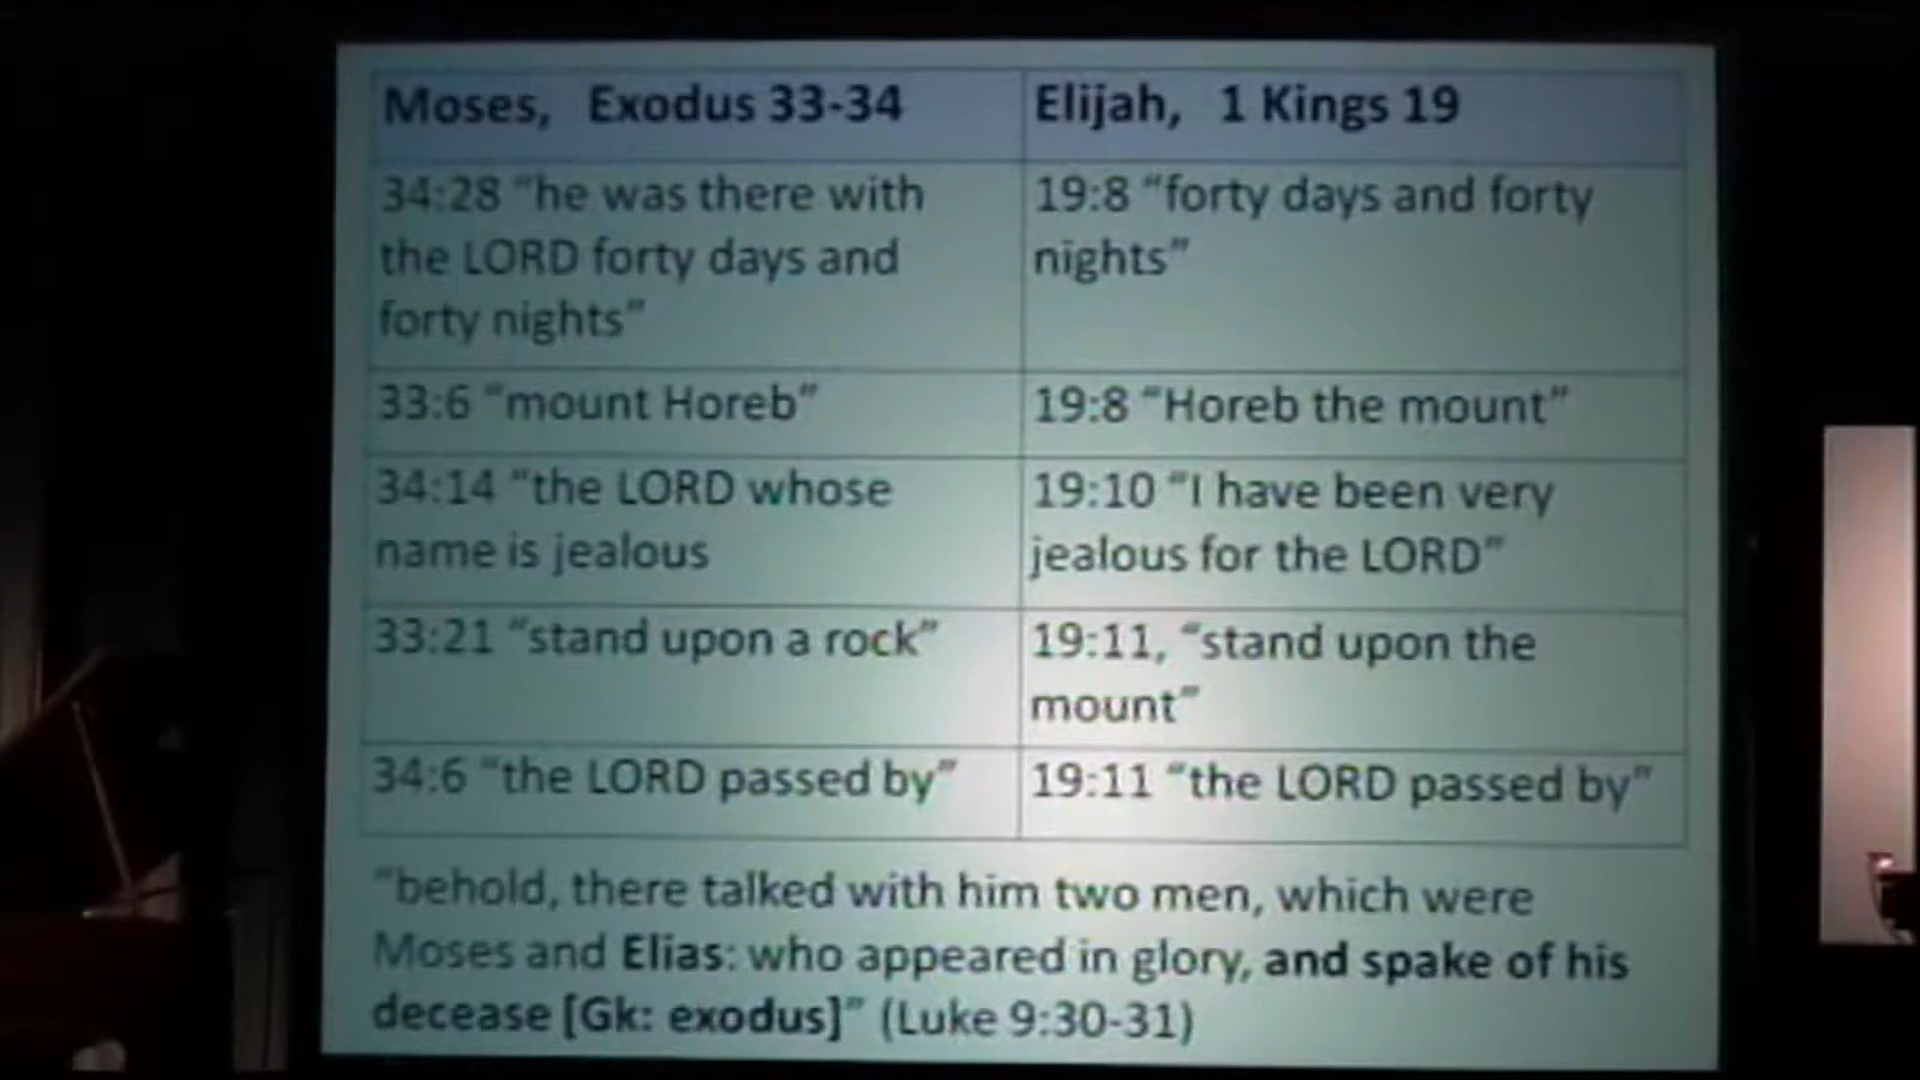 Moses, Exodus 33-34
Elijah, 1 Kings 19
34:28 “he was there with
the LORD forty days and
forty nights”
19:8 “forty days and forty
nights”
33:6 “mount Horeb”
19:8 “Horeb the mount”
34:14 “the LORD whose
name is jealous
19:10 “I have been very
jealous for the LORD”
33:21 “stand upon a rock”
19:11, “stand upon the
mount”
34:6 “the LORD passed by”
19:11 “the LORD passed by”
“behold, there talked with him two men, which were
Moses and Elias: who appeared in glory, and spake of his
decease [Gk: exodus]” (Luke 9:30-31)